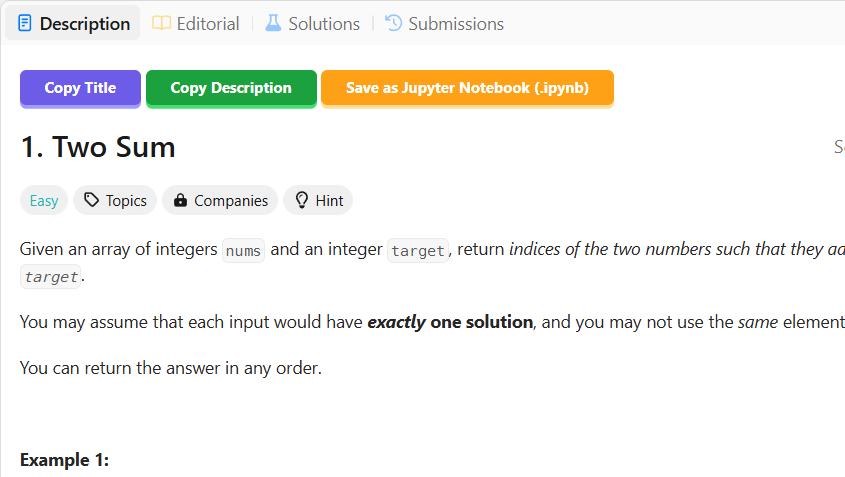 Description Editorial Solutions Submissions
Copy Title Copy Description Save as Jupyter Notebook (.ipynb)
1. Two Sum
Easy Topics Companies Hint
Given an array of integers nums and an integer target, return indices of the two numbers such that they
target.
You may assume that each input would have exactly one solution, and you may not use the same element
You can return the answer in any order.
Example 1: